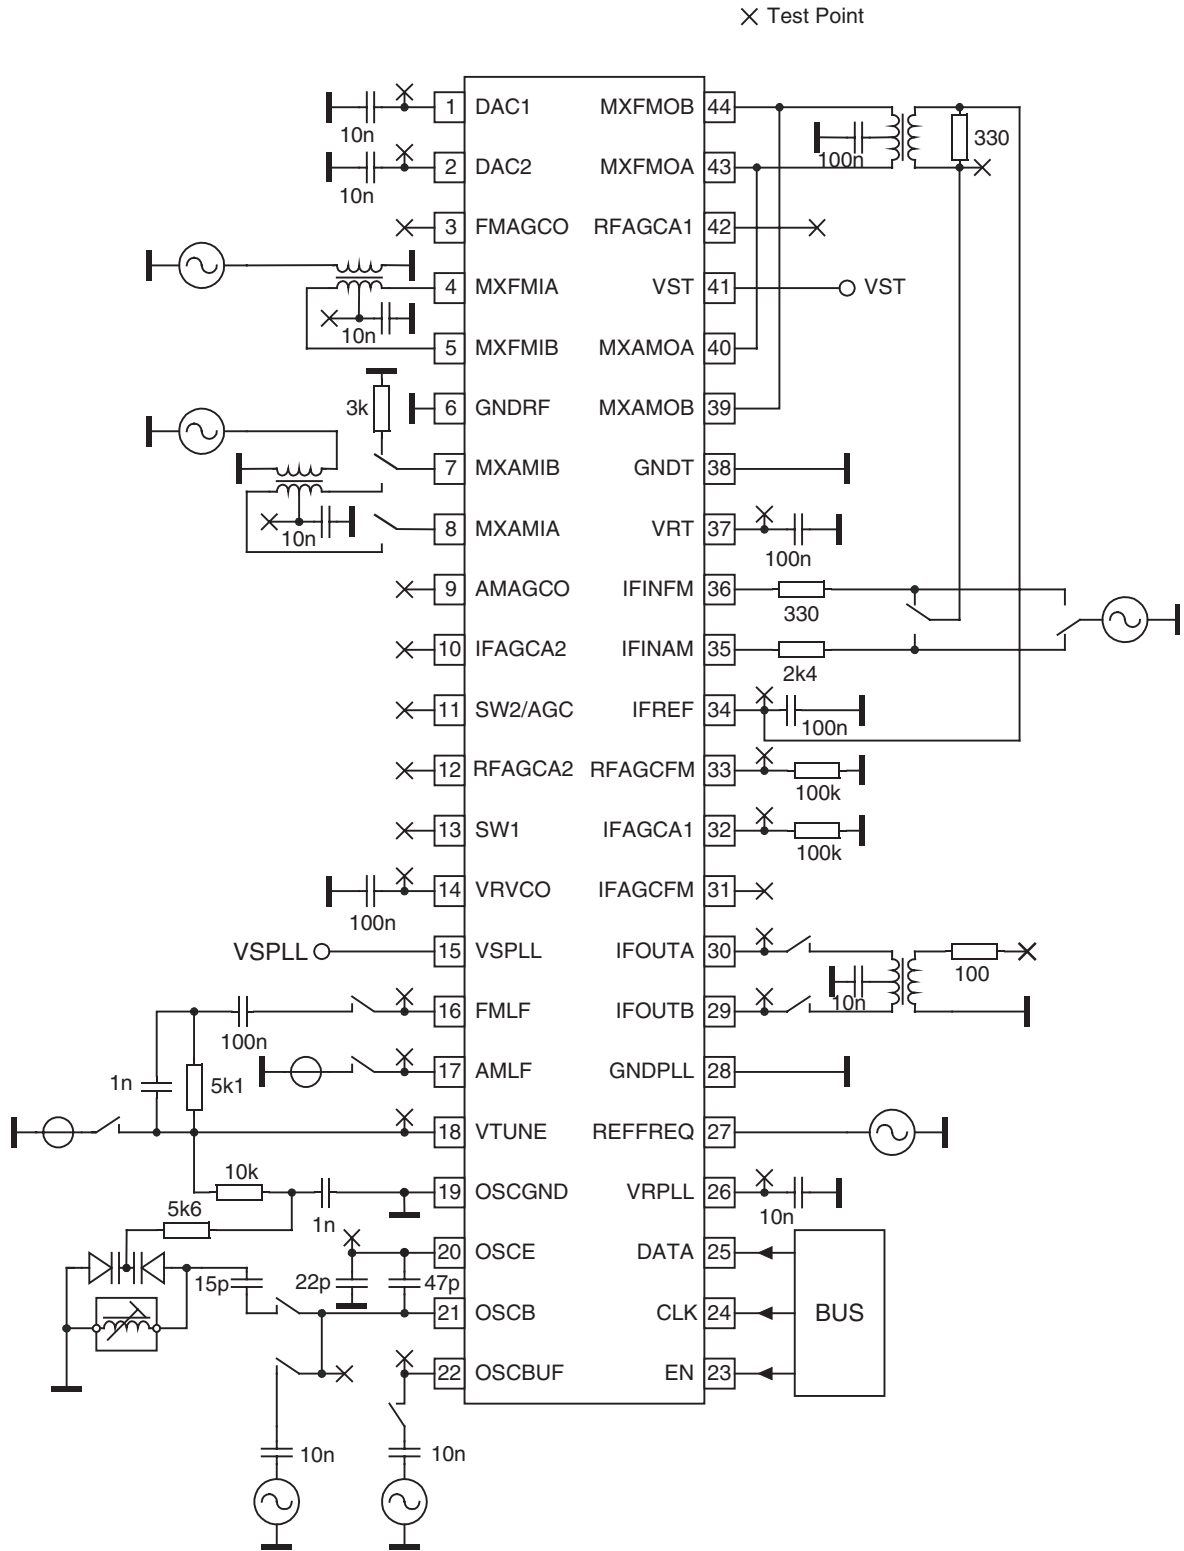 Test Point
1 DAC1 MXFMOB 44
10n
100n
330
2 DAC2 MXFMOA 43
10n
3 FMAGCO RFAGCA1 42
4 MXFMIA VST 41 VST
10n
5 MXFMIB MXAMOA 40
3k
6 GNDRF MXAMOB 39
7 MXAMIB GNDT 38
10n
8 MXAMIA VRT 37
100n
9 AMAGCO IFINFM 36
330
10 IFAGCA2 IFINAM 35
2k4
11 SW2/AGC IFREF 34
100n
12 RFAGCA2 RFAGCFM 33
100k
13 SW1 IFAGCA1 32
100k
14 VRVCO IFAGCFM 31
100n
VSPLL 15 VSPLL IFOUTA 30
100
10n
16 FMLF IFOUTB 29
100n
17 AMLF GNDPLL 28
1n
5k1
18 VTUNE REFFREQ 27
10k
19 OSCGND VRPLL 26
5k6
1n
10n
20 OSCE DATA 25
15p
22p
47p
21 OSCB CLK 24
BUS
22 OSCBUF EN 23
10n
10n